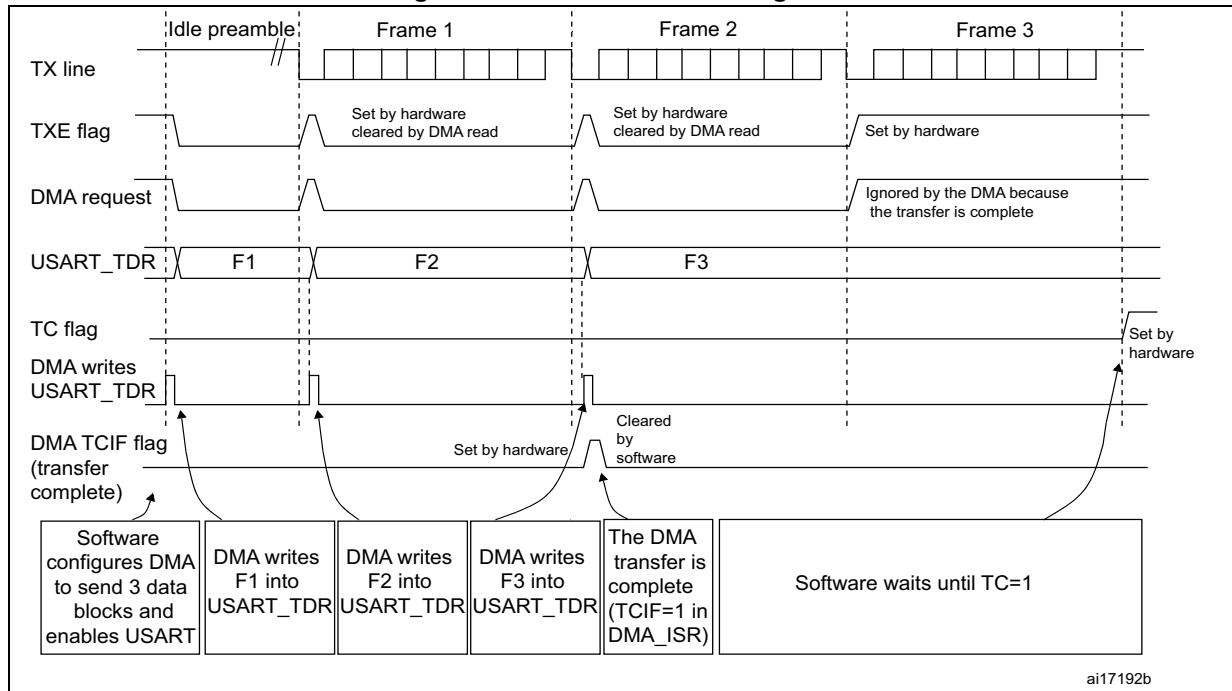 Idle preamble
Frame 1
Frame 2
Frame 3
TX line
TXE flag
Set by hardware
cleared by DMA read
Set by hardware
cleared by DMA read
Set by hardware
DMA request
Ignored by the DMA because
the transfer is complete
USART_TDR
F1
F2
F3
TC flag
Set by
hardware
DMA writes
USART_TDR
DMA TCIF flag
(transfer
complete)
Set by hardware
Cleared
by
software
Software
configures DMA
to send 3 data
blocks and
enables USART
DMA writes
F1 into
USART_TDR
DMA writes
F2 into
USART_TDR
DMA writes
F3 into
USART_TDR
The DMA
transfer is
complete
(TCIF=1 in
DMA_ISR)
Software waits until TC=1
ai17192b